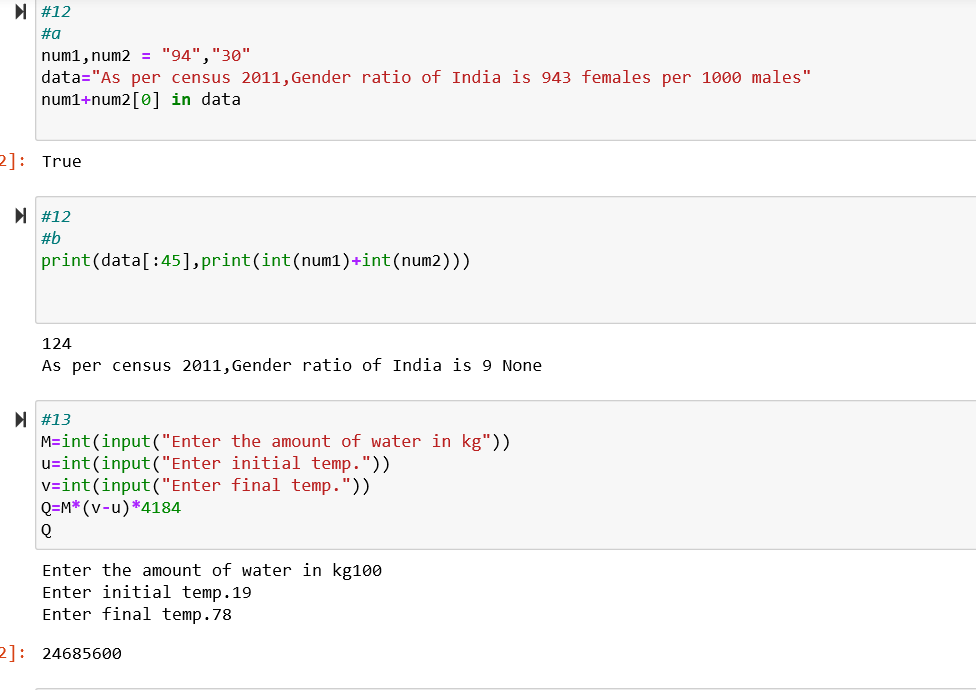 #12
#a
num1,num2 = "94","30"
data="As per census 2011,Gender ratio of India is 943 females per 1000 males"
num1+num2[0] in data
2]: True
#12
#b
print(data[:45],print(int(num1)+int(num2)))
124
As per census 2011,Gender ratio of India is 9 None
#13
M=int(input("Enter the amount of water in kg"))
u=int(input("Enter initial temp."))
v=int(input("Enter final temp."))
Q=M*(v-u)*4184
Q
Enter the amount of water in kg100
Enter initial temp.19
Enter final temp.78
2]: 24685600